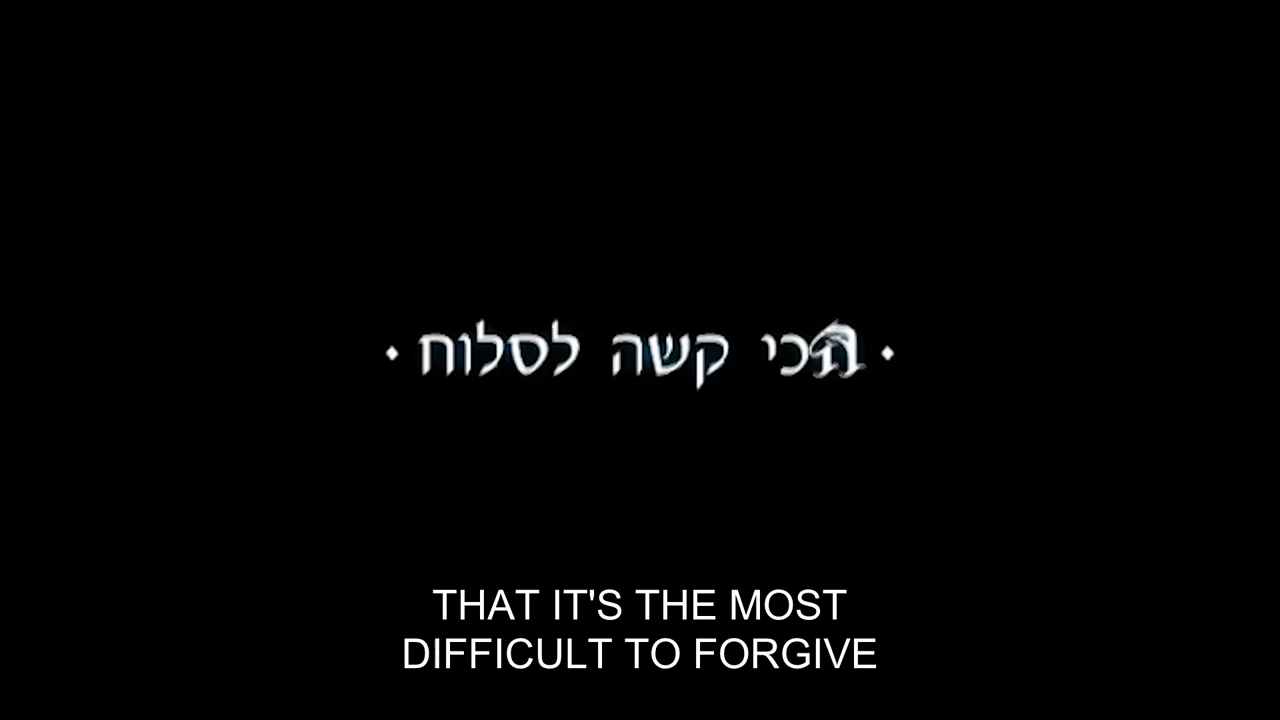 · הכי קשה לסלוח ·
THAT IT'S THE MOST
DIFFICULT TO FORGIVE